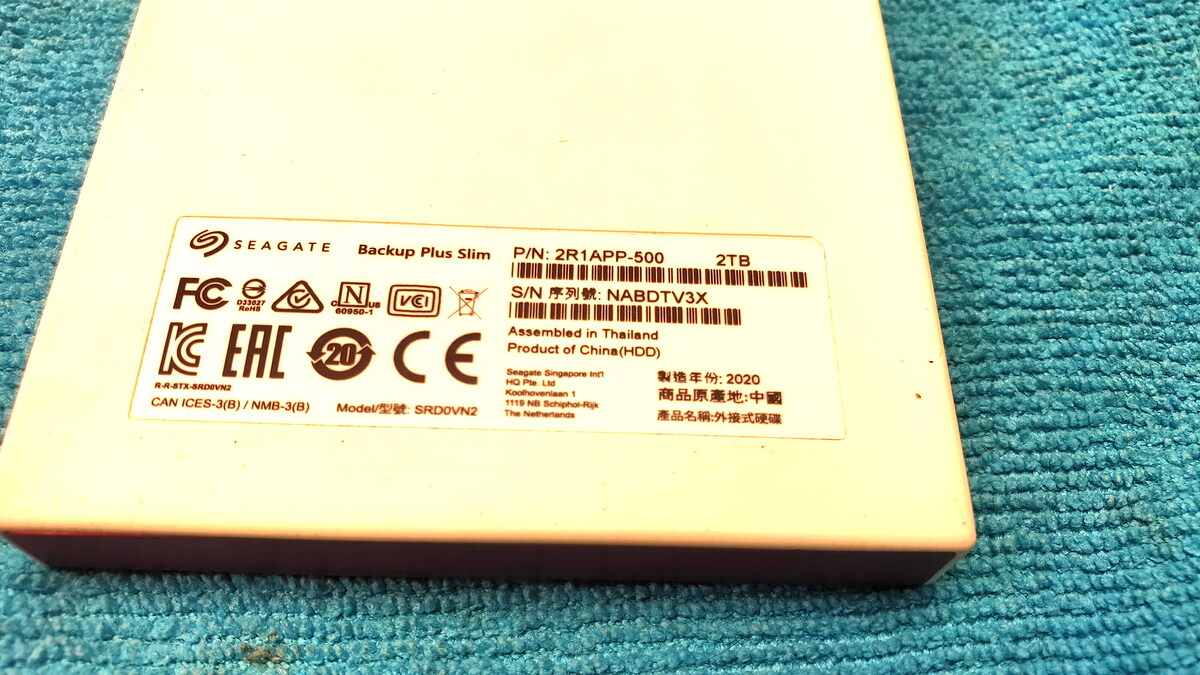 SEAGATE Backup Plus Slim
P/N: 2R1APP-500 2TB
S/N 序列號: NABDTV3X
Assembled in Thailand
Product of China(HDD)
FC
D33027
RoHS
N
C US
60950-1
VCCI
KC EAC 20 CE
R-R-STX-SRD0VN2
CAN ICES-3(B) / NMB-3(B) Model/型號: SRD0VN2
Seagate Singapore Int'l
HQ Pte. Ltd
Koolhovenlaan 1
1119 NB Schiphol-Rijk
The Netherlands
製造年份: 2020
商品原產地:中國
產品名稱:外接式硬碟